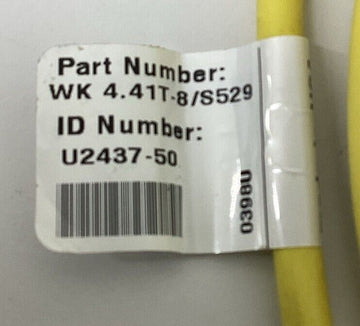 Part Number:
WK 4.41T-8/S529
ID Number:
U2437-50
0398U